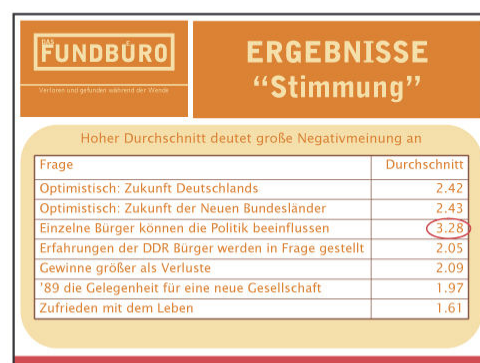 DAS
FUNDBÜRO
Verloren und gefunden während der Wende
ERGEBNISSE
“Stimmung”
Hoher Durchschnitt deutet große Negativmeinung an
Frage Durchschnitt
Optimistisch: Zukunft Deutschlands 2.42
Optimistisch: Zukunft der Neuen Bundesländer 2.43
Einzelne Bürger können die Politik beeinflussen 3.28
Erfahrungen der DDR Bürger werden in Frage gestellt 2.05
Gewinne größer als Verluste 2.09
'89 die Gelegenheit für eine neue Gesellschaft 1.97
Zufrieden mit dem Leben 1.61